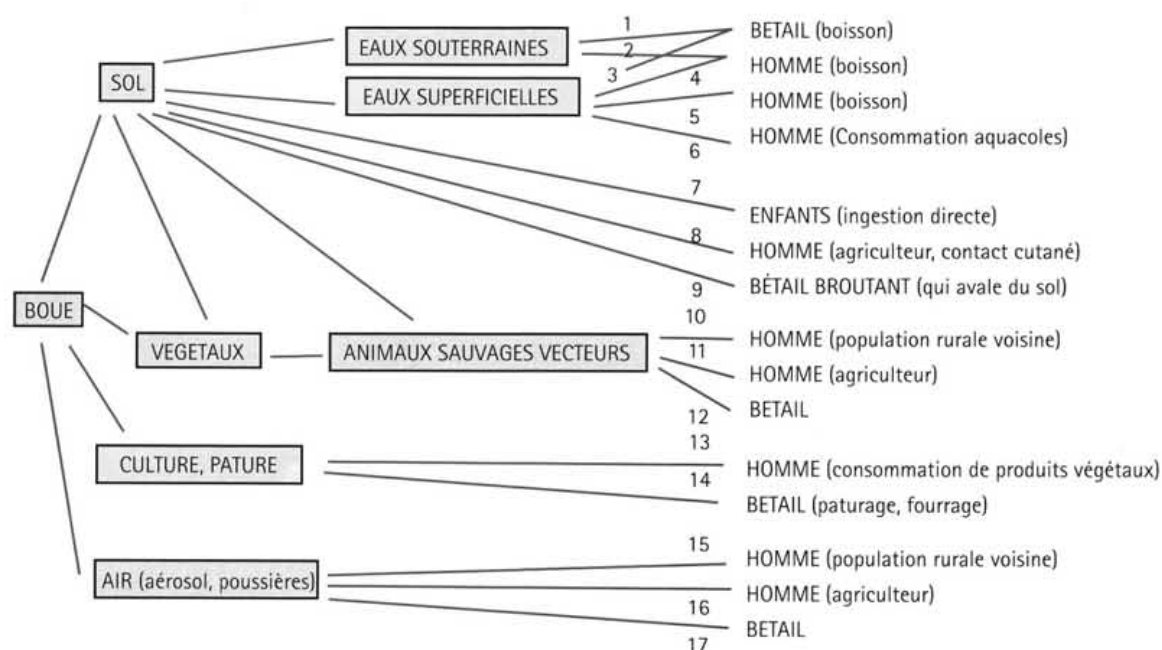 1
BETAIL (boisson)
EAUX SOUTERRAINES
2
HOMME (boisson)
3
SOL
4
EAUX SUPERFICIELLES
HOMME (boisson)
5
HOMME (Consommation aquacoles)
6
7
ENFANTS (ingestion directe)
8
HOMME (agriculteur, contact cutané)
9
BÉTAIL BROUTANT (qui avale du sol)
BOUE
10
HOMME (population rurale voisine)
VEGETAUX
ANIMAUX SAUVAGES VECTEURS
11
HOMME (agriculteur)
12
BETAIL
13
CULTURE, PATURE
HOMME (consommation de produits végétaux)
14
BETAIL (paturage, fourrage)
15
HOMME (population rurale voisine)
AIR (aérosol, poussières)
HOMME (agriculteur)
16
BETAIL
17